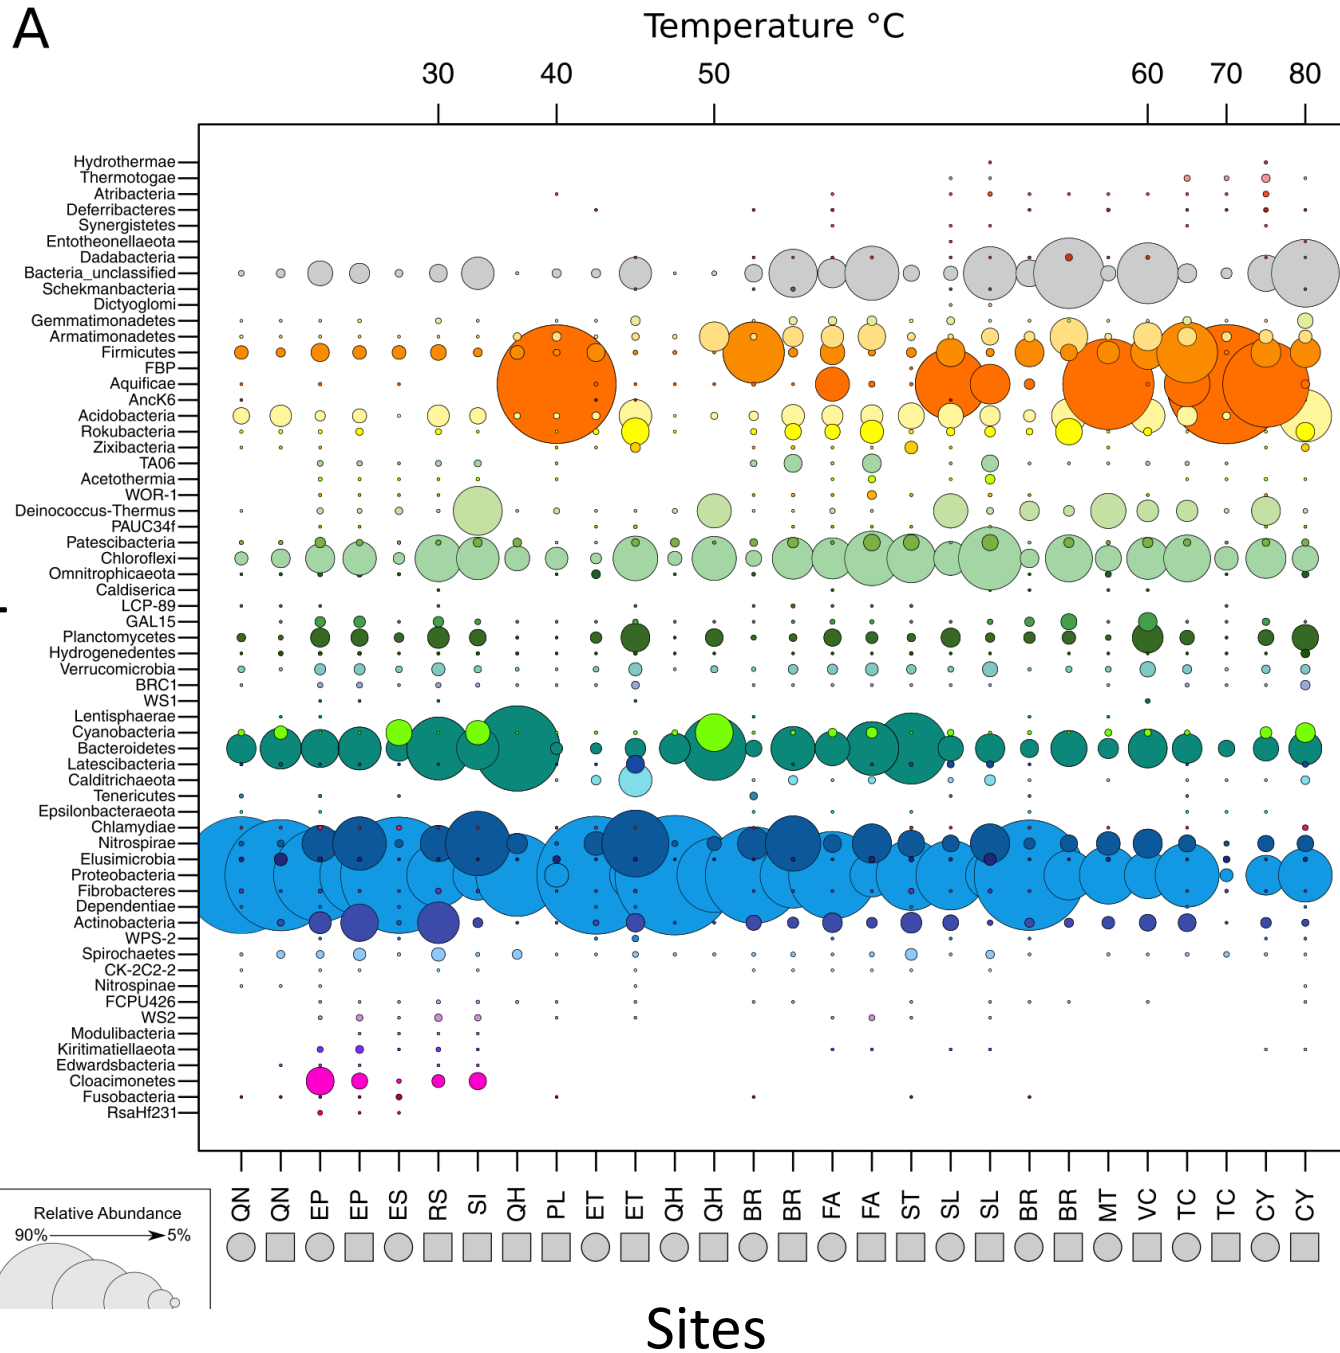 A
Temperature °C
30 40 50 60 70 80
Hydrothermae
Thermotogae
Atribacteria
Deferribacteres
Synergistetes
Entotheonellaeota
Dadabacteria
Bacteria_unclassified
Schekmanbacteria
Dictyoglomi
Gemmatimonadetes
Armatimonadetes
Firmicutes
FBP
Aquificae
AncK6
Acidobacteria
Rokubacteria
Zixibacteria
TA06
Acetothermia
WOR-1
Deinococcus-Thermus
PAUC34f
Patescibacteria
Chloroflexi
Omnitrophicaeota
Caldiserica
LCP-89
GAL15
Planctomycetes
Hydrogenedentes
Verrucomicrobia
BRC1
WS1
Lentisphaerae
Cyanobacteria
Bacteroidetes
Latescibacteria
Calditrichaeota
Tenericutes
Epsilonbacteraeota
Chlamydiae
Nitrospirae
Elusimicrobia
Proteobacteria
Fibrobacteres
Dependentiae
Actinobacteria
WPS-2
Spirochaetes
CK-2C2-2
Nitrospinae
FCPU426
WS2
Modulibacteria
Kiritimatiellaeota
Edwardsbacteria
Cloacimonetes
Fusobacteria
RsaHf231
QN QN EP EP ES RS SI QH PL ET ET QH QH BR BR FA FA ST SL SL BR BR MT VC TC TC CY CY
Relative Abundance
90% 5%
Sites